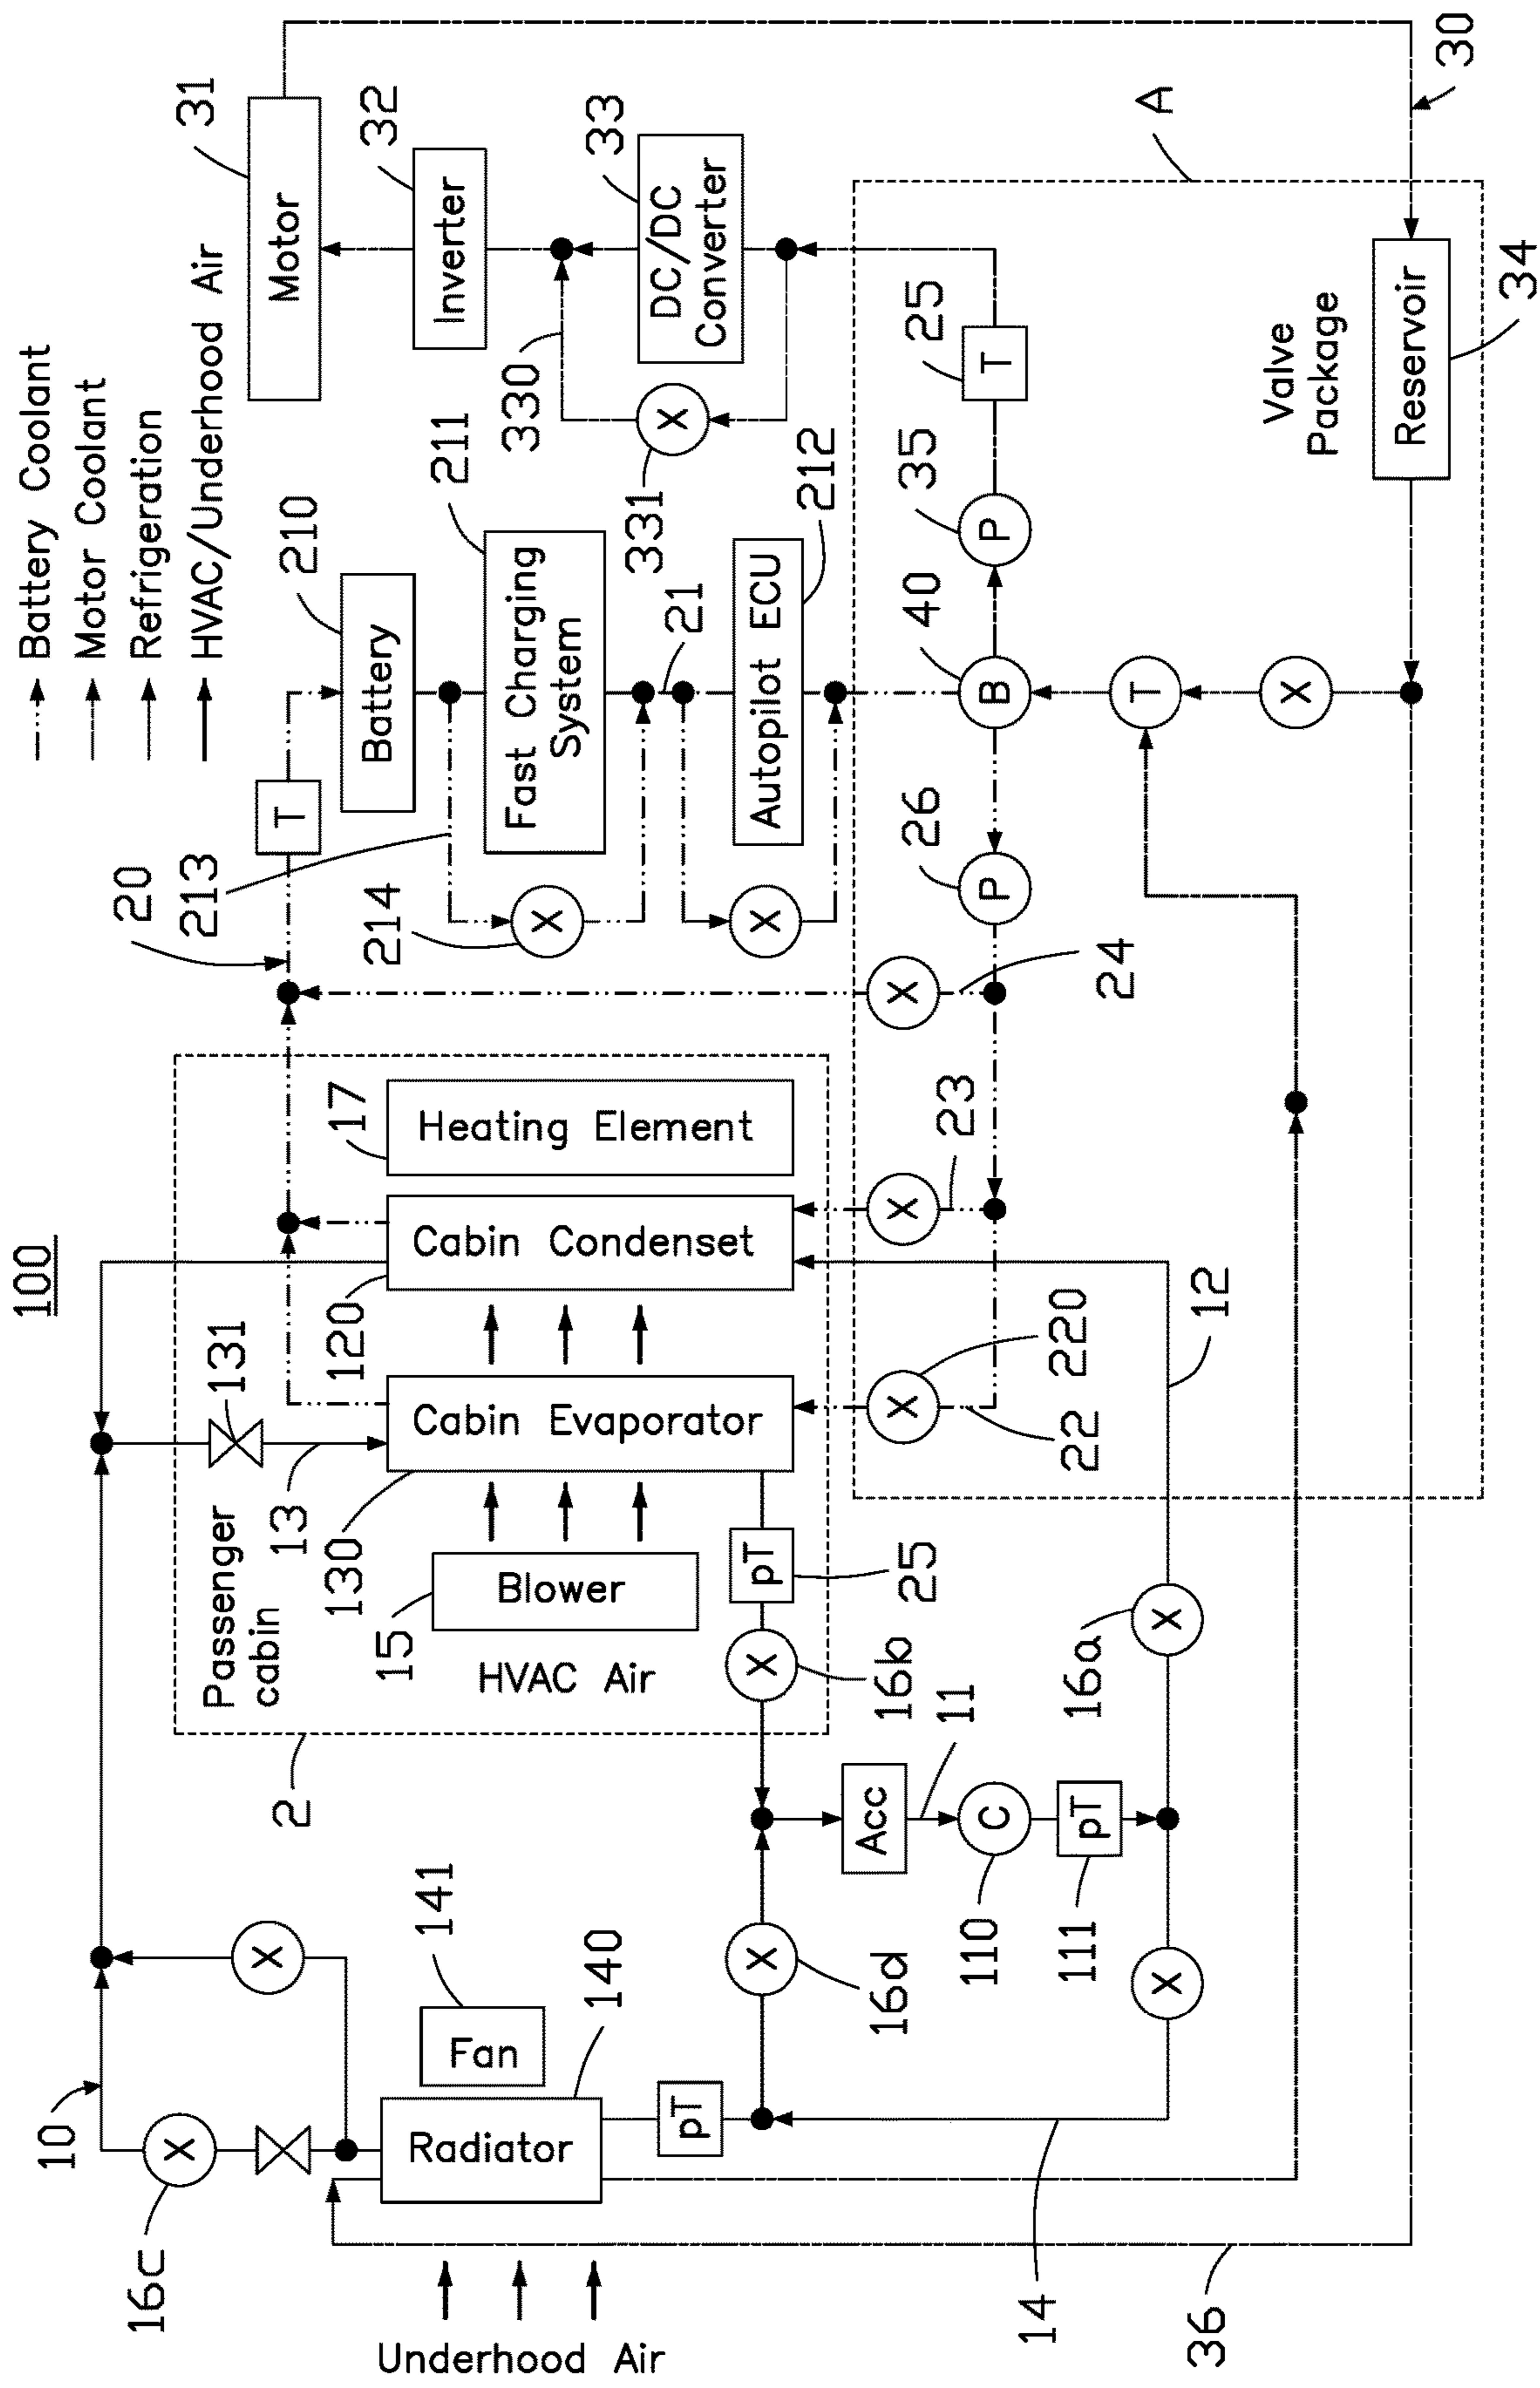 100
Battery Coolant
Motor Coolant
Refrigeration
HVAC/Underhood Air
10
16c
Underhood Air
Radiator
140
Fan
141
pT
14
36
X
16d
X
X
2
Passenger
cabin
131
13
130
15
Blower
HVAC Air
pT
25
X
16b
Acc
11
C
110
pT
111
X
16a
12
Cabin Evaporator
120
Cabin Condenset
17
Heating Element
X
220
22
X
23
X
24
20
213
T
Battery
210
214
X
Fast Charging
System
211
21
X
Autopilot ECU
212
P
26
B
40
P
35
T
25
T
X
Valve
Package
A
Reservoir
34
30
Motor
31
Inverter
32
330
X
331
DC/DC
Converter
33
X